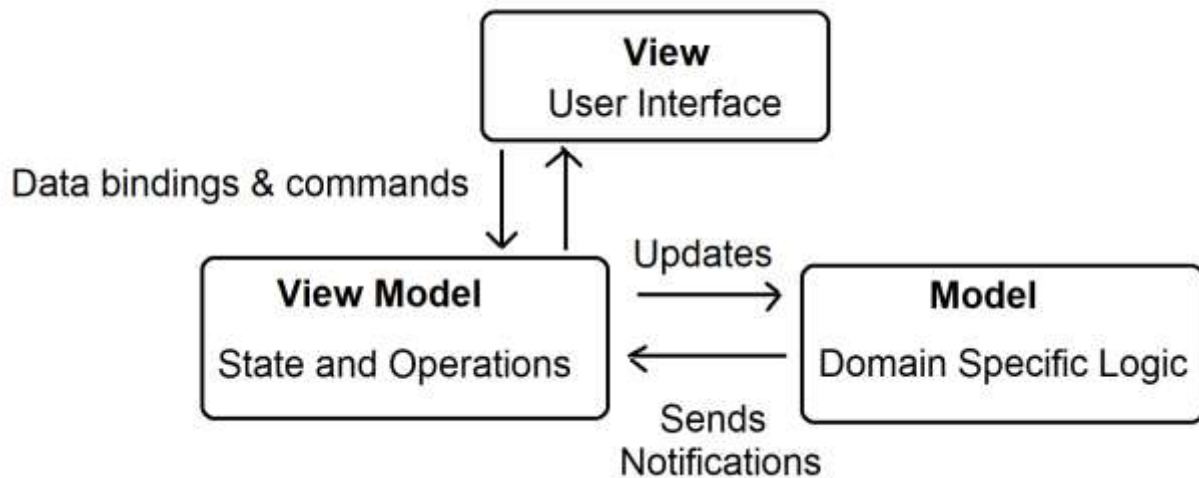 View
User Interface
Data bindings & commands
Updates
View Model
State and Operations
Model
Domain Specific Logic
Sends
Notifications